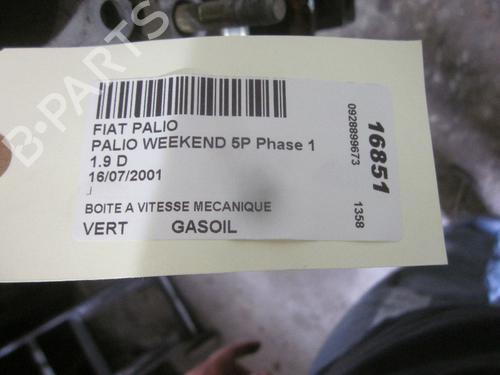 B-PARTS
FIAT PALIO
PALIO WEEKEND 5P Phase 1
1.9 D
16/07/2001
BOITE A VITESSE MECANIQUE
VERT GASOIL
0928899673 1358
16851